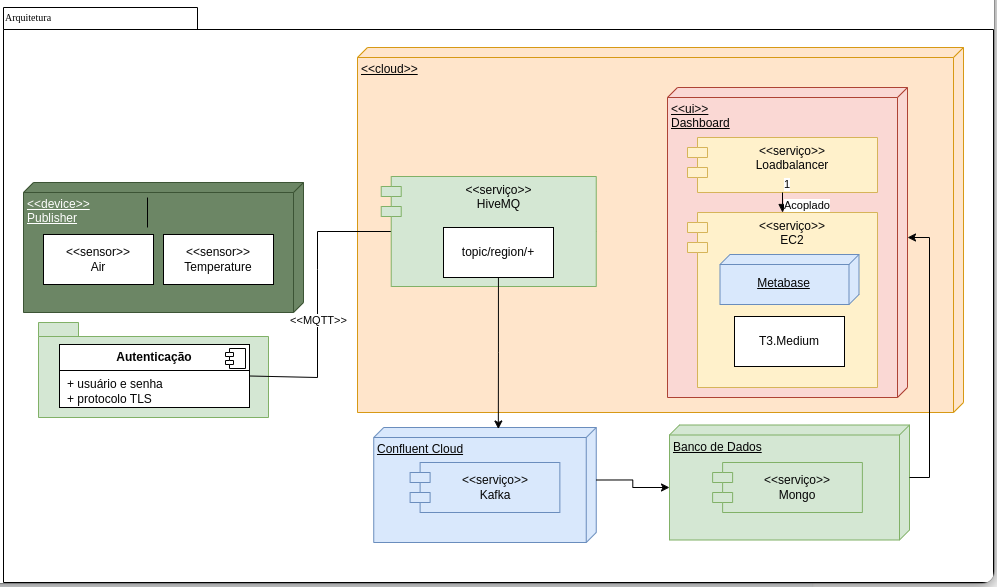 Arquitetura
<<cloud>>
<<ui>>
Dashboard
<<serviço>>
Loadbalancer
1
Acoplado
<<serviço>>
EC2
Metabase
T3.Medium
<<serviço>>
HiveMQ
topic/region/+
<<device>>
Publisher
<<sensor>>
Air
<<sensor>>
Temperature
<<MQTT>>
Autenticação
+ usuário e senha
+ protocolo TLS
Confluent Cloud
<<serviço>>
Kafka
Banco de Dados
<<serviço>>
Mongo